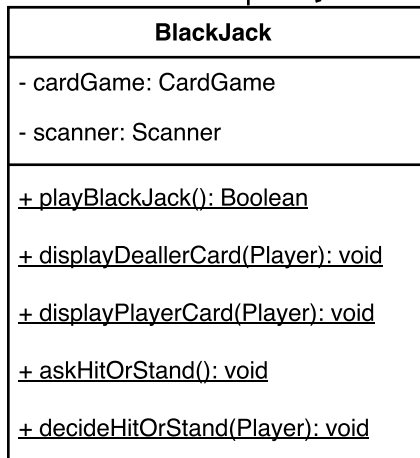 BlackJack
- cardGame: CardGame
- scanner: Scanner
+ playBlackJack(): Boolean
+ displayDeallerCard(Player): void
+ displayPlayerCard(Player): void
+ askHitOrStand(): void
+ decideHitOrStand(Player): void